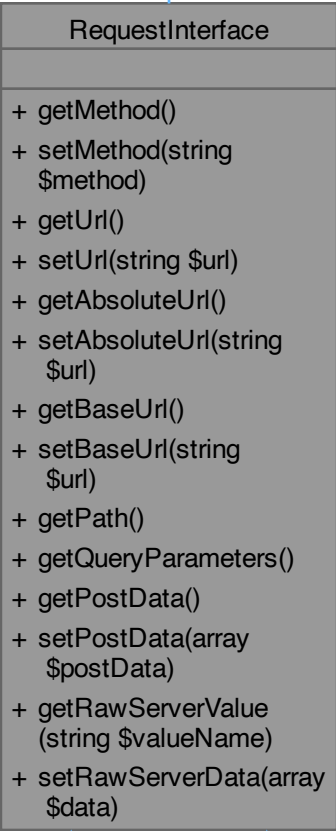 RequestInterface
+ getMethod()
+ setMethod(string
$method)
+ getUrl()
+ setUrl(string $url)
+ getAbsoluteUrl()
+ setAbsoluteUrl(string
$url)
+ getBaseUrl()
+ setBaseUrl(string
$url)
+ getPath()
+ getQueryParameters()
+ getPostData()
+ setPostData(array
$postData)
+ getRawServerValue
(string $valueName)
+ setRawServerData(array
$data)